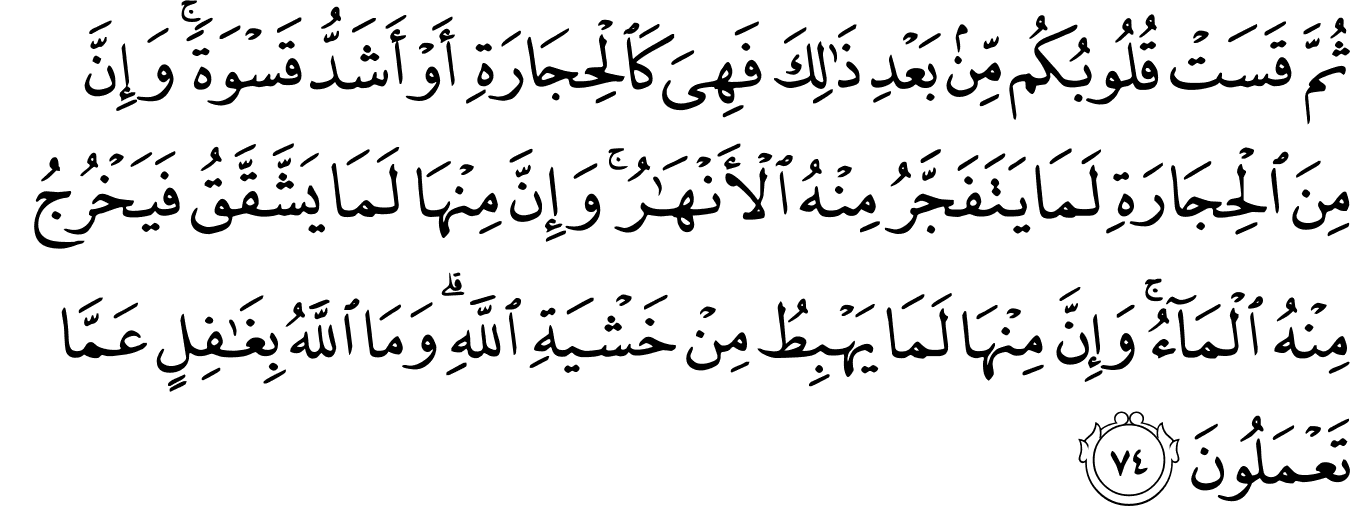 ثُمَّ قَسَتۡ قُلُوبُكُم مِّنۢ بَعۡدِ ذَٰلِكَ فَهِىَ كَٱلۡحِجَارَةِ أَوۡ أَشَدُّ قَسۡوَةٗۚ وَإِنَّ
مِنَ ٱلۡحِجَارَةِ لَمَا يَتَفَجَّرُ مِنۡهُ ٱلۡأَنۡهَٰرُۚ وَإِنَّ مِنۡهَا لَمَا يَشَّقَّقُ فَيَخۡرُجُ
مِنۡهُ ٱلۡمَآءُۚ وَإِنَّ مِنۡهَا لَمَا يَهۡبِطُ مِنۡ خَشۡيَةِ ٱللَّهِۗ وَمَا ٱللَّهُ بِغَٰفِلٍ عَمَّا
تَعۡمَلُونَ ٧٤